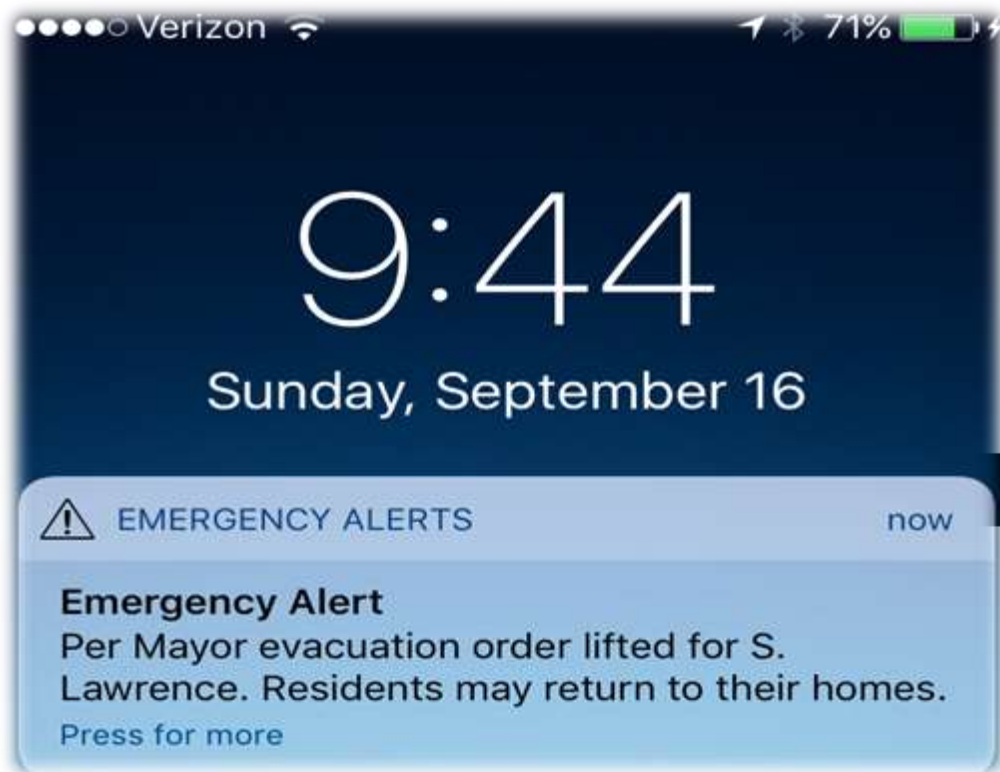 Verizon 71%
9:44
Sunday, September 16
EMERGENCY ALERTS now
Emergency Alert
Per Mayor evacuation order lifted for S.
Lawrence. Residents may return to their homes.
Press for more